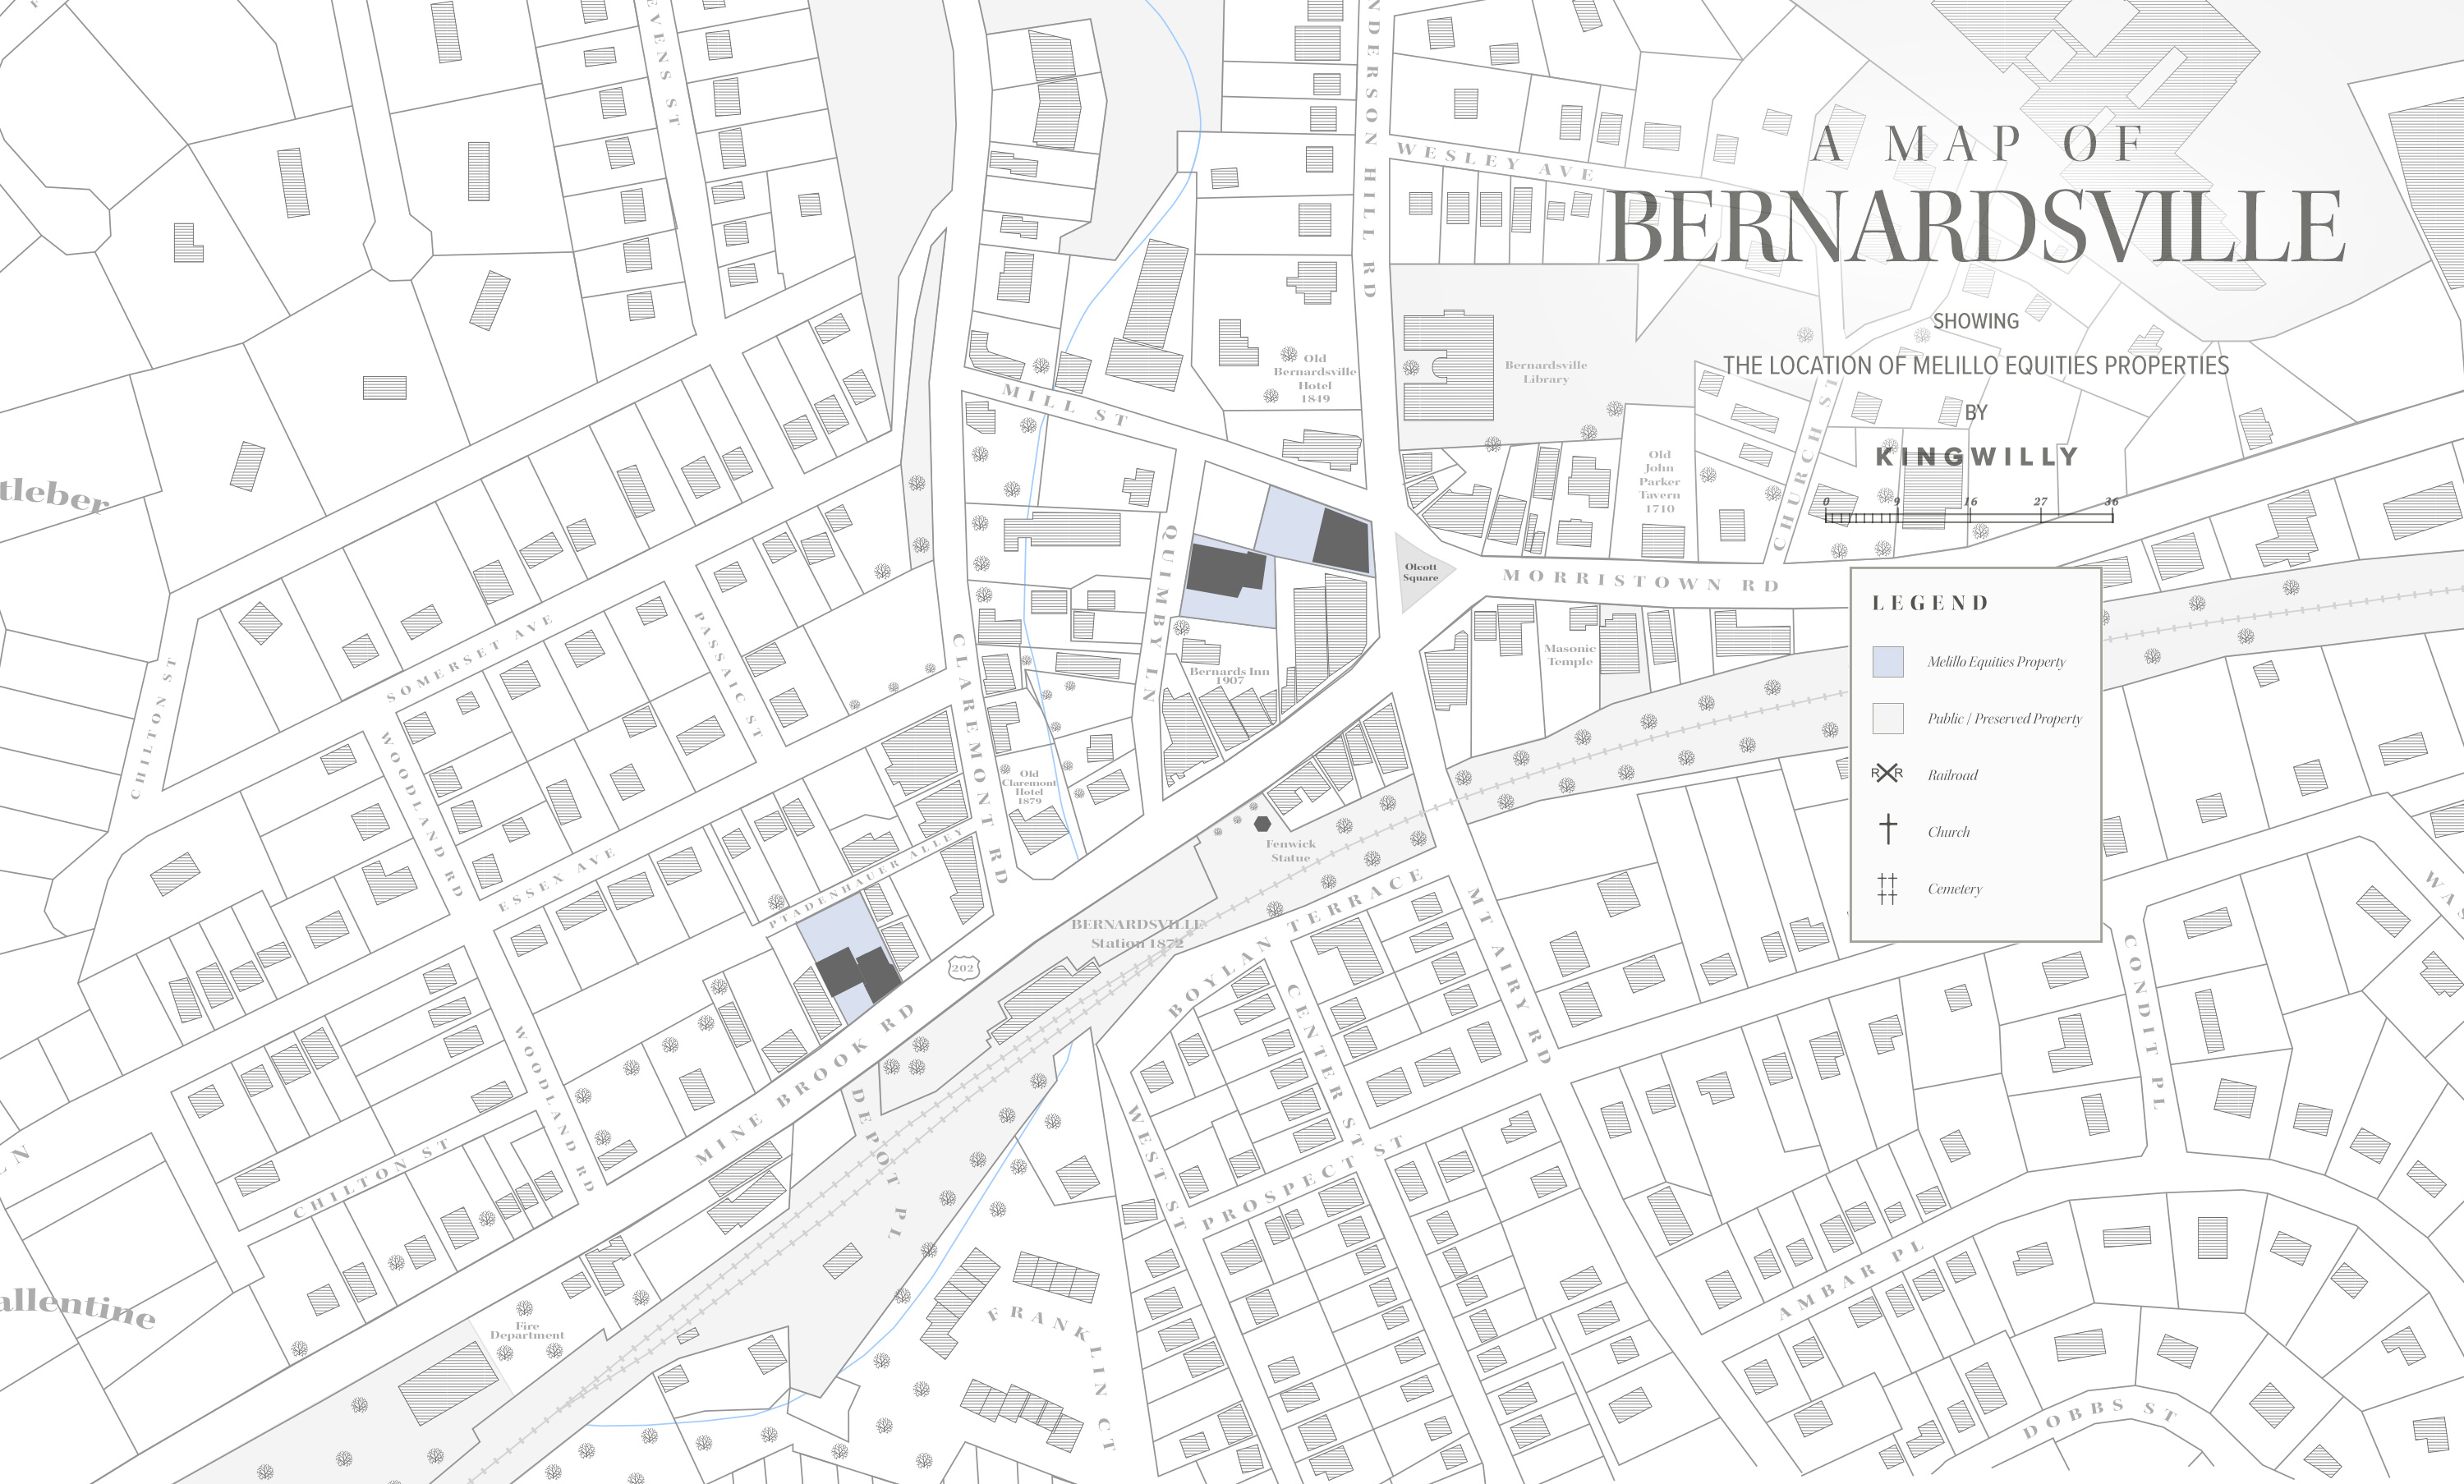 A MAP OF
BERNARDSVILLE
SHOWING
THE LOCATION OF MELILLO EQUITIES PROPERTIES
BY
KINGWILLY
0 9 16 27 36
LEGEND
Melillo Equities Property
Public / Preserved Property
R R Railroad
Church
Cemetery
EVENS ST
NDERSON HILL RD
WESLEY AVE
Old
Bernardsville
Hotel
1849
Bernardsville
Library
MILL ST
Old
John
Parker
Tavern
1710
CHURCH ST
tleber
QUIMBY LN
Olcott
Square
MORRISTOWN RD
SOMERSET AVE
PASSAIC ST
CHILTON ST
CLAREMONT RD
Masonic
Temple
Bernards Inn
1907
WOODLAND RD
Old
Claremont
Hotel
1879
PTADENHAUER ALLEY
ESSEX AVE
Fenwick
Statue
BERNARDSVILLE
Station 1872
202
BOYLAN TERRACE
MT AIRY RD
CENTER ST
CONDIT PL
WA
WOODLAND RD
MINE BROOK RD
DEPOT PL
WEST ST
PROSPECT ST
CHILTON ST
LN
allentine
AMBAR PL
Fire
Department
FRANKLIN CT
DOBBS ST